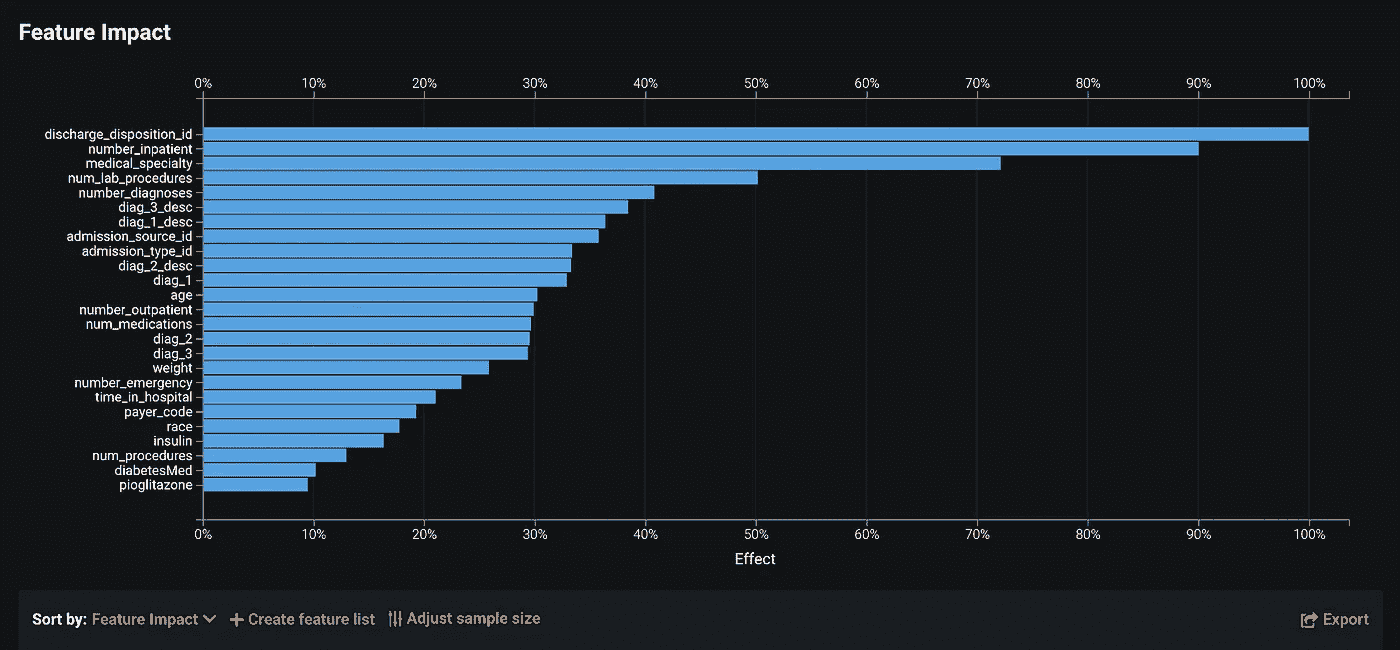 Feature Impact
0% 10% 20% 30% 40% 50% 60% 70% 80% 90% 100%
discharge_disposition_id
number_inpatient
medical_specialty
num_lab_procedures
number_diagnoses
diag_3_desc
diag_1_desc
admission_source_id
admission_type_id
diag_2_desc
diag_1
age
number_outpatient
num_medications
diag_2
diag_3
weight
number_emergency
time_in_hospital
payer_code
race
insulin
num_procedures
diabetesMed
pioglitazone
0% 10% 20% 30% 40% 50% 60% 70% 80% 90% 100%
Effect
Sort by: Feature Impact Create feature list Adjust sample size Export